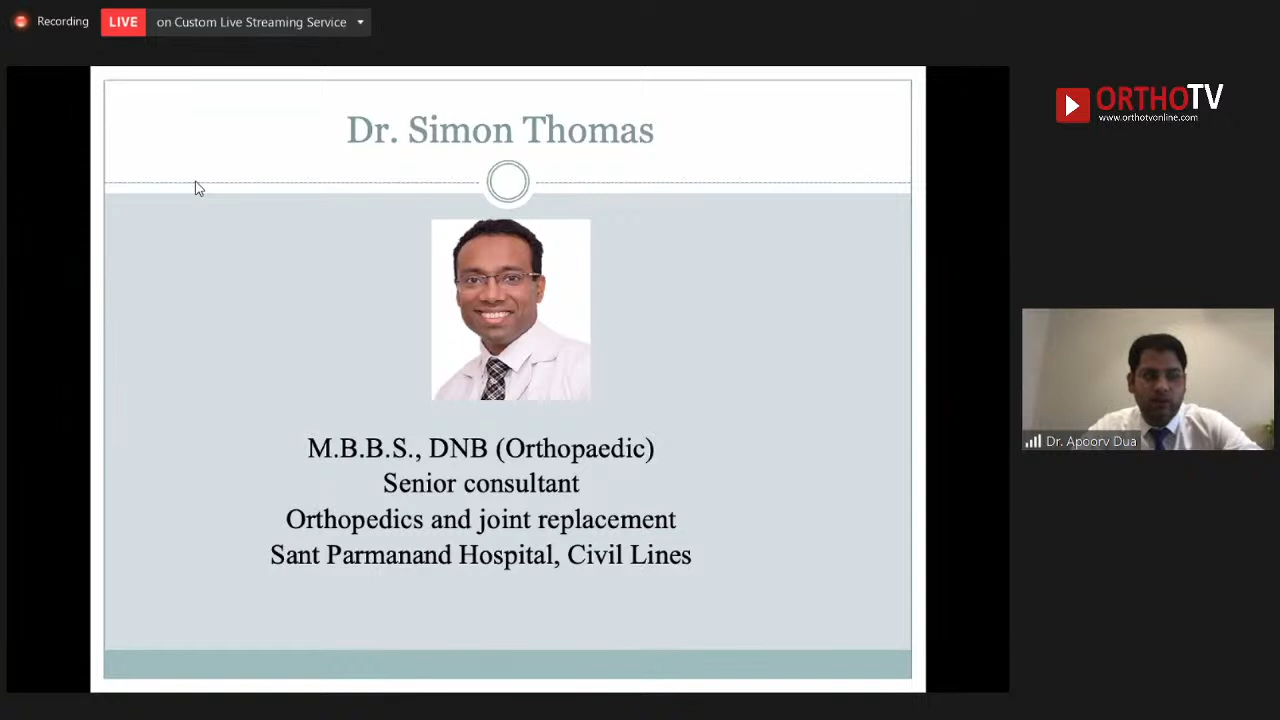 Recording
LIVE on Custom Live Streaming Service
ORTHOTV
www.orthotvonline.com
Dr. Simon Thomas
M.B.B.S., DNB (Orthopaedic)
Senior consultant
Orthopedics and joint replacement
Sant Parmanand Hospital, Civil Lines
Dr. Apoorv Dua